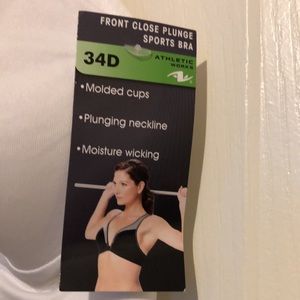 FRONT CLOSE PLUNGE
SPORTS BRA
34D
ATHLETIC
WORKS
•Molded cups
•Plunging neckline
•Moisture wicking